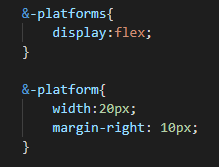 &-platforms{
    display:flex;
}

&-platform{
    width:20px;
    margin-right: 10px;
}